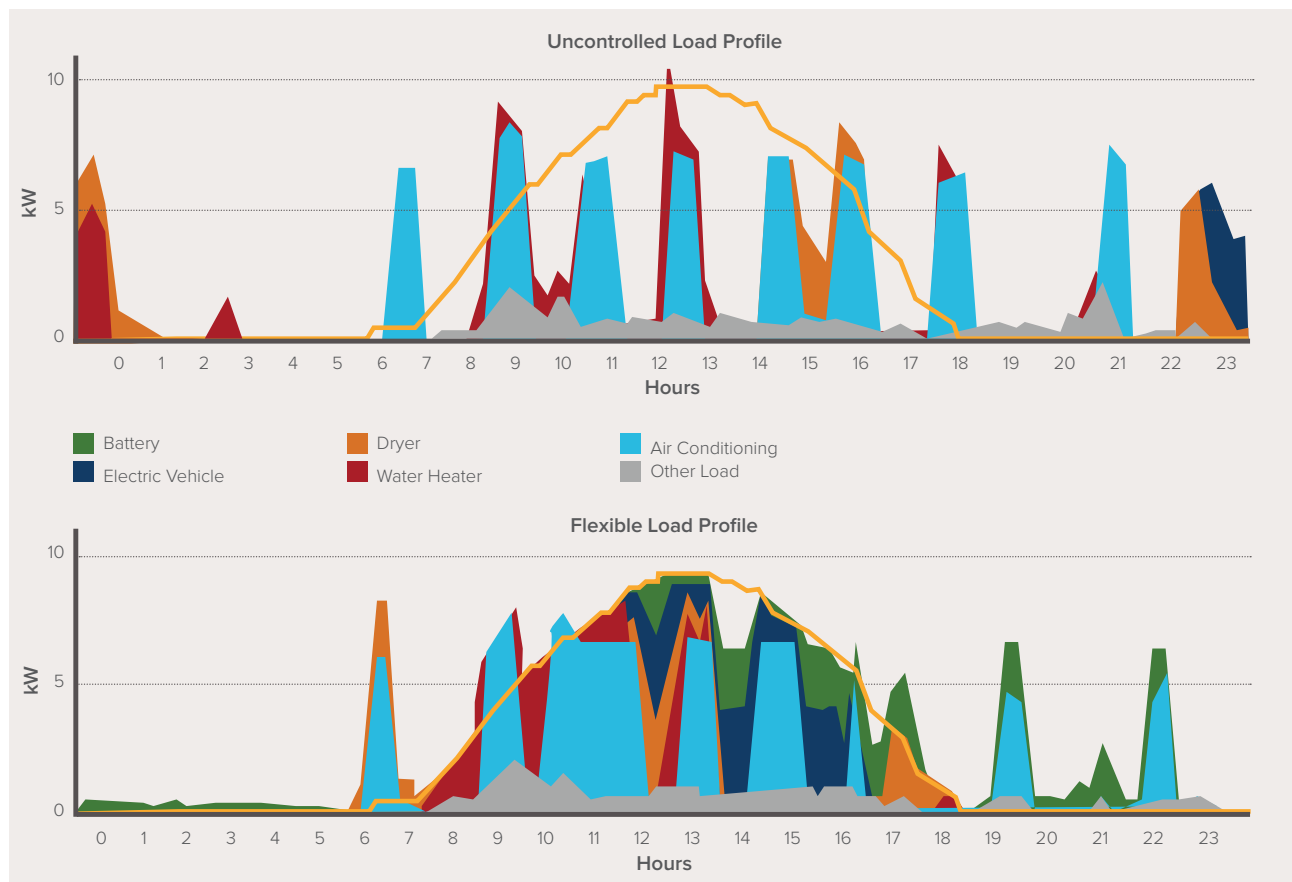 Uncontrolled Load Profile
10
5
0
kW
0 1 2 3 4 5 6 7 8 9 10 11 12 13 14 15 16 17 18 19 20 21 22 23
Hours
Battery Dryer Air Conditioning
Electric Vehicle Water Heater Other Load
Flexible Load Profile
10
5
0
kW
0 1 2 3 4 5 6 7 8 9 10 11 12 13 14 15 16 17 18 19 20 21 22 23
Hours